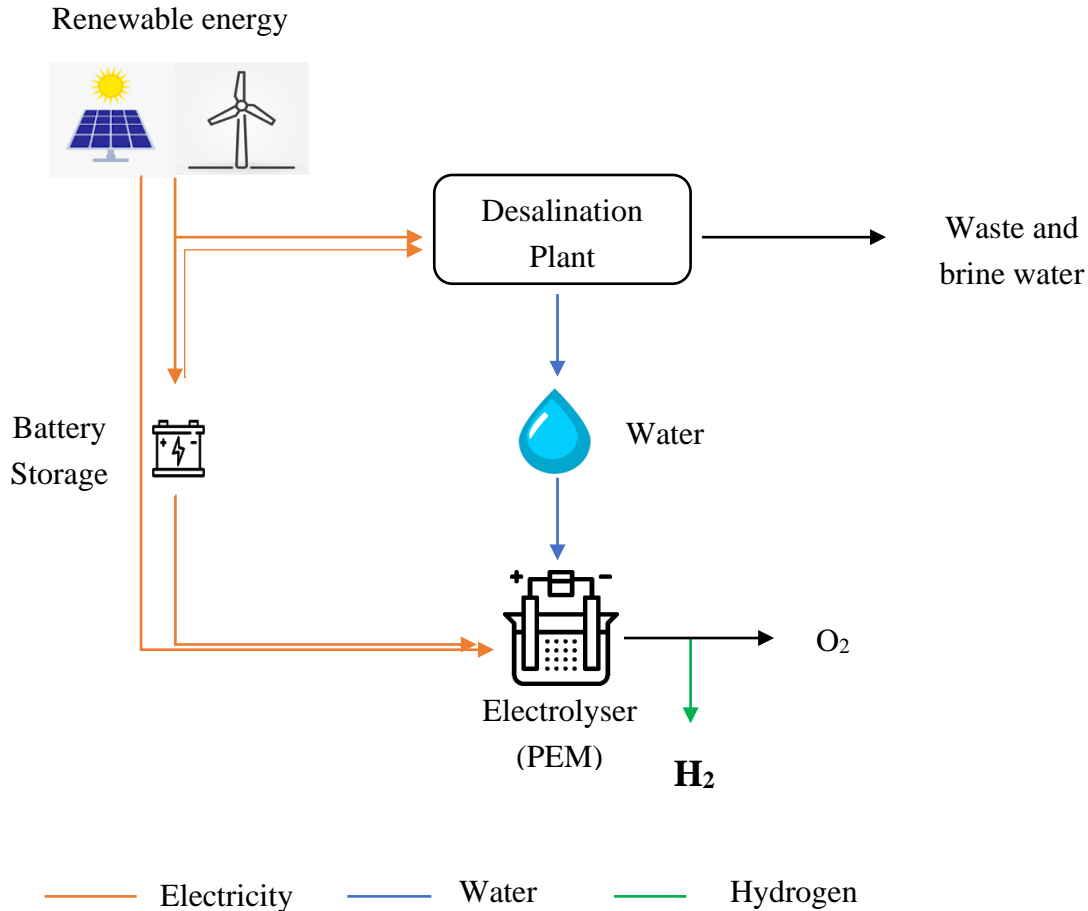 Renewable energy
Desalination
Plant
Waste and
brine water
Battery
Storage
+ -
Water
+ -
O₂
Electrolyser
(PEM)
H₂
Electricity
Water
Hydrogen